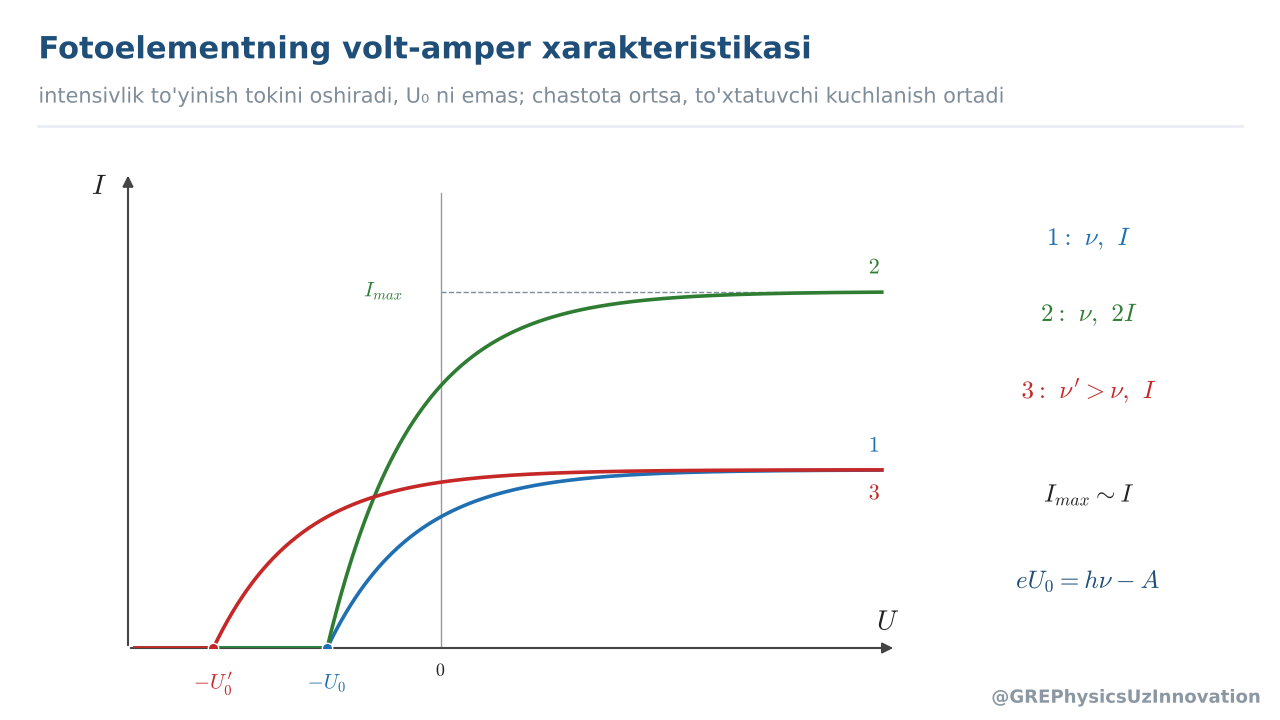 Fotoelementning volt-amper xarakteristikasi
intensivlik to'yinish tokini oshiradi, U₀ ni emas; chastota ortsa, to'xtatuvchi kuchlanish ortadi
I
1 : ν, I
2
I_max
2 : ν, 2I
3 : ν′ > ν, I
1
3
I_max ∼ I
eU₀ = hν − A
U
0
−U₀′
−U₀
@GREPhysicsUzInnovation